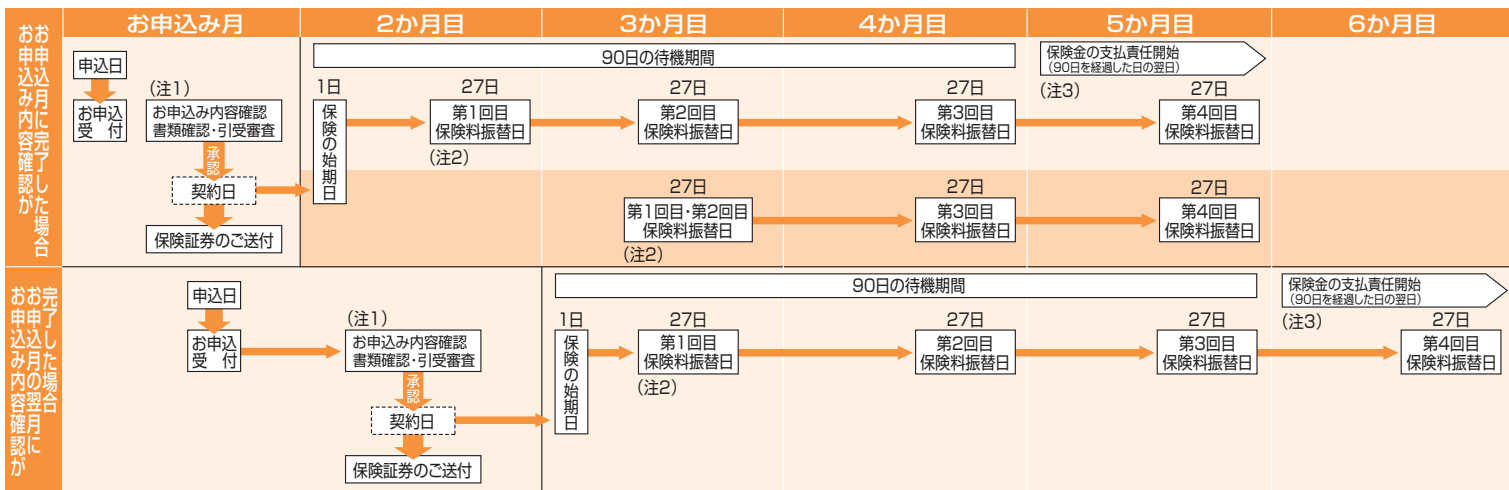 お申込み月
2か月目
3か月目
4か月目
5か月目
6か月目
お申込み内容確認が
お申込月に完了した場合
申込日
お申込
受　付
(注1)
お申込み内容確認
書類確認・引受審査
承認
契約日
保険証券のご送付
90日の待機期間
保険金の支払責任開始
(90日を経過した日の翌日)
(注3)
1日
保険の始期日
27日
第1回目
保険料振替日
(注2)
27日
第2回目
保険料振替日
27日
第3回目
保険料振替日
27日
第4回目
保険料振替日
27日
第1回目・第2回目
保険料振替日
(注2)
27日
第3回目
保険料振替日
27日
第4回目
保険料振替日
お申込み内容確認が
お申込月の翌月に
完了した場合
申込日
お申込
受　付
(注1)
お申込み内容確認
書類確認・引受審査
承認
契約日
保険証券のご送付
90日の待機期間
保険金の支払責任開始
(90日を経過した日の翌日)
(注3)
1日
保険の始期日
27日
第1回目
保険料振替日
(注2)
27日
第2回目
保険料振替日
27日
第3回目
保険料振替日
27日
第4回目
保険料振替日